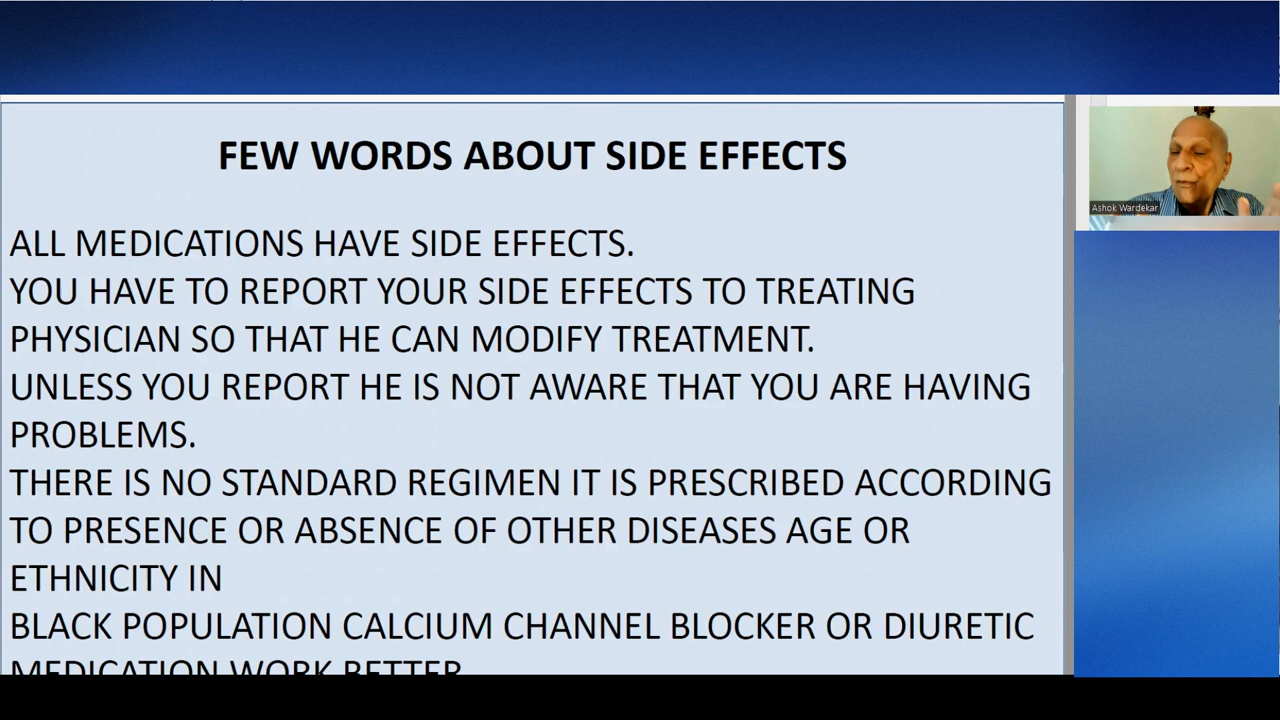 FEW WORDS ABOUT SIDE EFFECTS
ALL MEDICATIONS HAVE SIDE EFFECTS.
YOU HAVE TO REPORT YOUR SIDE EFFECTS TO TREATING
PHYSICIAN SO THAT HE CAN MODIFY TREATMENT.
UNLESS YOU REPORT HE IS NOT AWARE THAT YOU ARE HAVING
PROBLEMS.
THERE IS NO STANDARD REGIMEN IT IS PRESCRIBED ACCORDING
TO PRESENCE OR ABSENCE OF OTHER DISEASES AGE OR
ETHNICITY IN
BLACK POPULATION CALCIUM CHANNEL BLOCKER OR DIURETIC
MEDICATION WORK BETTER
Ashok Wardekar